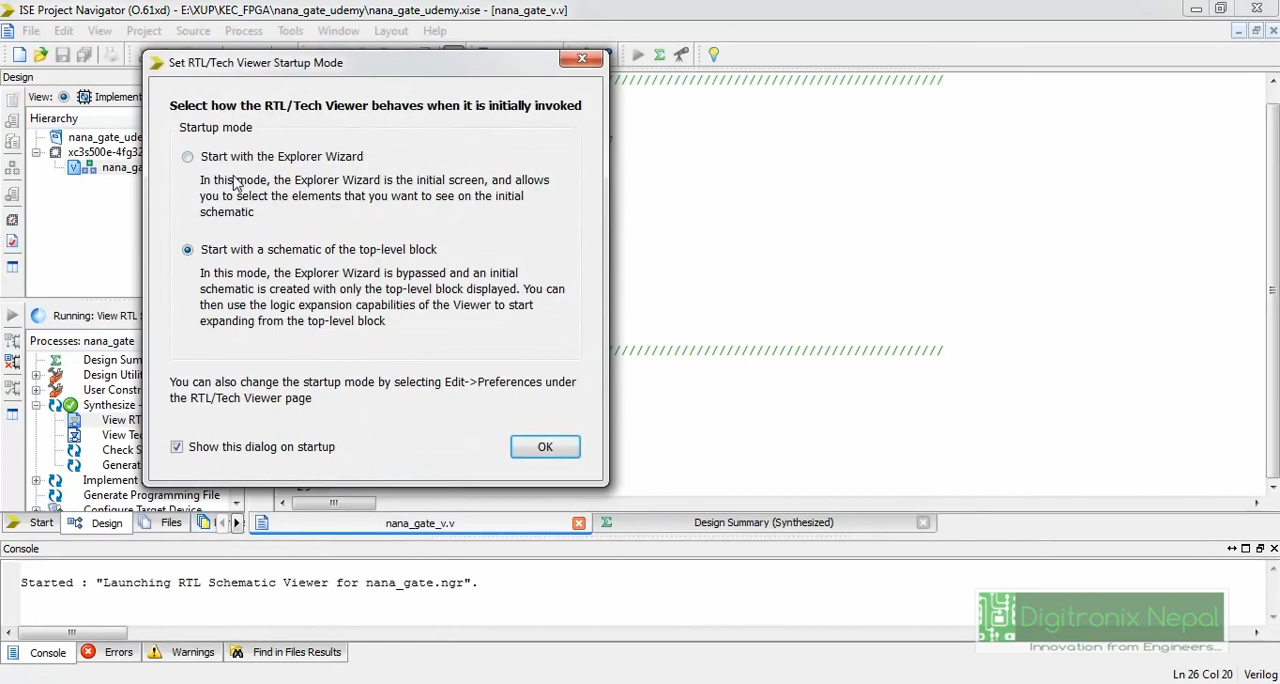 ISE Project Navigator (O.61xd) - E:\XUP\KEC_FPGA\nana_gate_udemy\nana_gate_udemy.xise - [nana_gate_v.v]
File Edit View Project Source Process Tools Window Layout Help
Set RTL/Tech Viewer Startup Mode
Design
View: Implement
Hierarchy
nana_gate_ude
xc3s500e-4fg32
nana_ga
Select how the RTL/Tech Viewer behaves when it is initially invoked
Startup mode
Start with the Explorer Wizard
In this mode, the Explorer Wizard is the initial screen, and allows
you to select the elements that you want to see on the initial
schematic
Start with a schematic of the top-level block
In this mode, the Explorer Wizard is bypassed and an initial
schematic is created with only the top-level block displayed. You can
then use the logic expansion capabilities of the Viewer to start
expanding from the top-level block
You can also change the startup mode by selecting Edit->Preferences under
the RTL/Tech Viewer page
Show this dialog on startup
OK
Running: View RTL S
Processes: nana_gate
Design Sum
Design Utili
User Constr
Synthesize -
View RT
View Tec
Check S
Generat
Implement
Generate Programming File
Configure Target Device
Start Design Files
nana_gate_v.v
Design Summary (Synthesized)
Console
Started : "Launching RTL Schematic Viewer for nana_gate.ngr".
Digitronix Nepal
Innovation from Engineers...
Console Errors Warnings Find in Files Results
Ln 26 Col 20 Verilog